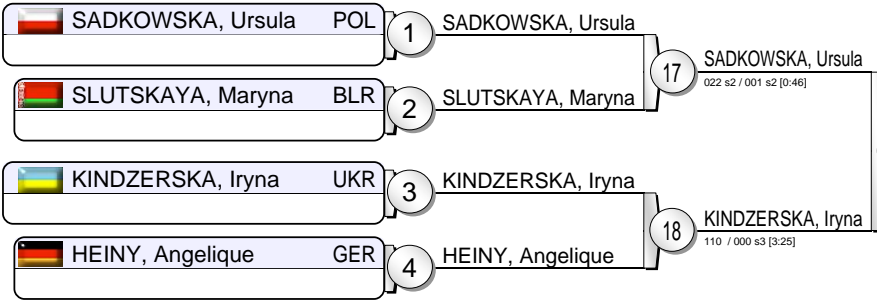 SADKOWSKA, Ursula POL
1
SADKOWSKA, Ursula
17
SADKOWSKA, Ursula
022 s2 / 001 s2 [0:46]
SLUTSKAYA, Maryna BLR
2
SLUTSKAYA, Maryna
KINDZERSKA, Iryna UKR
3
KINDZERSKA, Iryna
18
KINDZERSKA, Iryna
110 / 000 s3 [3:25]
HEINY, Angelique GER
4
HEINY, Angelique